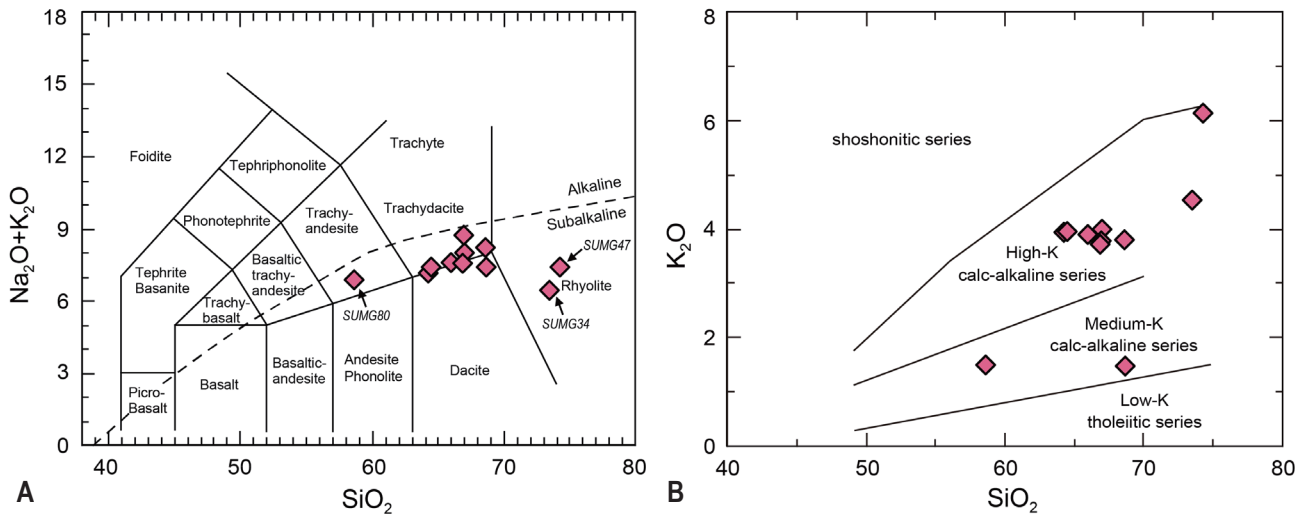 18
15
12
9
6
3
0
40
50
60
70
80
Na2O+K2O
SiO2
A
Foidite
Tephriphonolite
Trachyte
Phonotephrite
Trachy-
andesite
Trachydacite
Alkaline
Subalkaline
Tephrite
Basanite
Basaltic
trachy-
andesite
Trachy-
basalt
SUMG80
SUMG47
Rhyolite
SUMG34
Picro-
Basalt
Basalt
Basaltic-
andesite
Andesite
Phonolite
Dacite
8
6
4
2
0
40
50
60
70
80
K2O
SiO2
B
shoshonitic series
High-K
calc-alkaline series
Medium-K
calc-alkaline series
Low-K
tholeiitic series